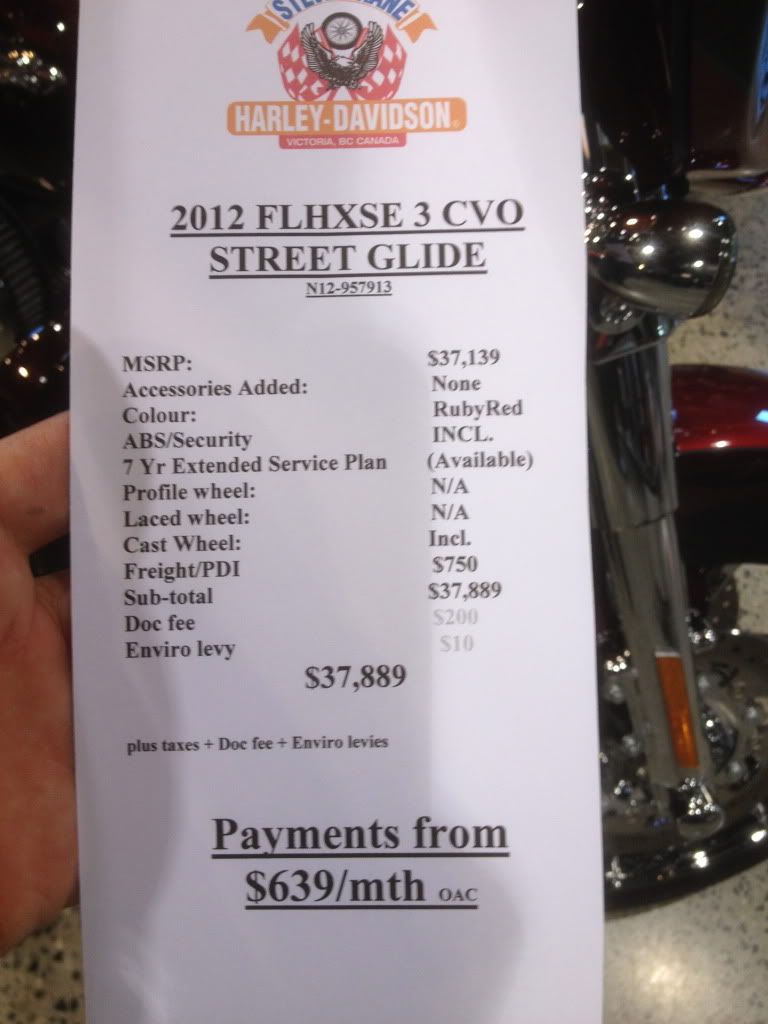 HARLEY-DAVIDSON
VICTORIA, BC CANADA
2012 FLHXSE 3 CVO
STREET GLIDE
N12-957913
MSRP: $37,139
Accessories Added: None
Colour: RubyRed
ABS/Security INCL.
7 Yr Extended Service Plan (Available)
Profile wheel: N/A
Laced wheel: N/A
Cast Wheel: Incl.
Freight/PDI $750
Sub-total $37,889
Doc fee $200
Enviro levy $10
$37,889
plus taxes + Doc fee + Enviro levies
Payments from
$639/mth OAC